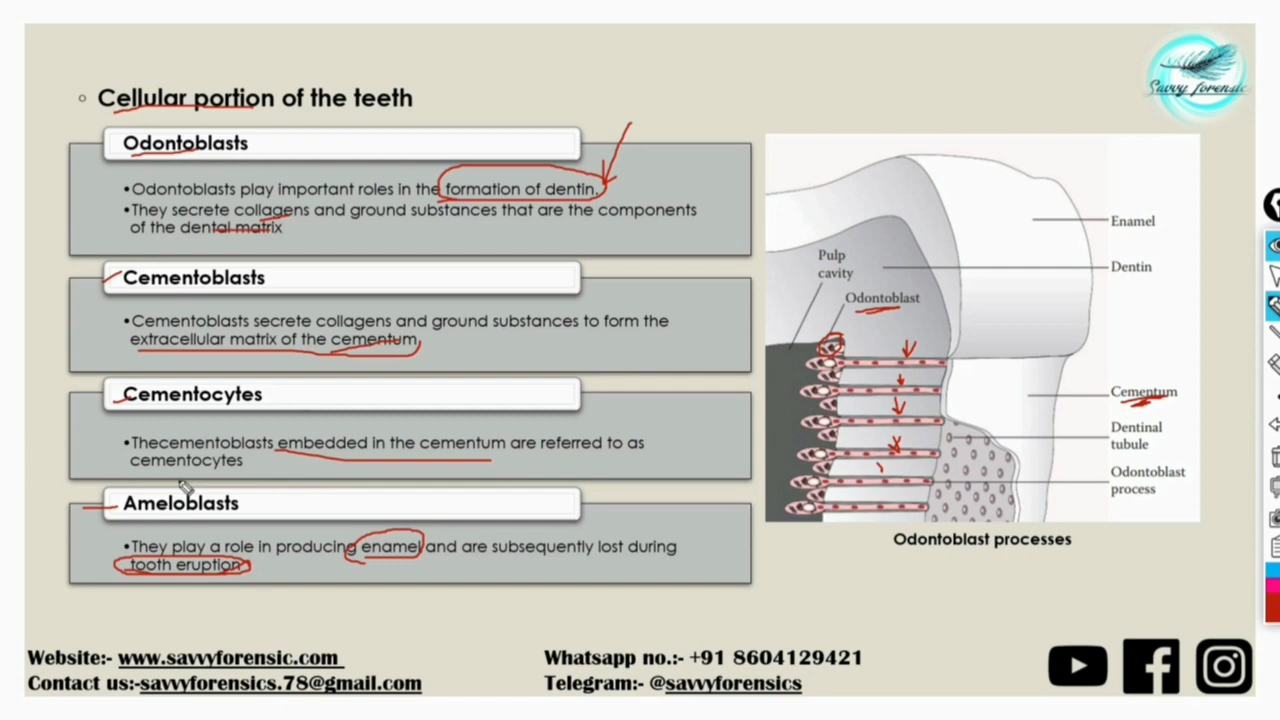 Cellular portion of the teeth
Savvy forensic
Odontoblasts
•Odontoblasts play important roles in the formation of dentin.
•They secrete collagens and ground substances that are the components
of the dental matrix
Cementoblasts
•Cementoblasts secrete collagens and ground substances to form the
extracellular matrix of the cementum
Cementocytes
•Thecementoblasts embedded in the cementum are referred to as
cementocytes
Ameloblasts
•They play a role in producing enamel and are subsequently lost during
tooth eruption
Enamel
Pulp
cavity
Dentin
Odontoblast
Cementum
Dentinal
tubule
Odontoblast
process
Odontoblast processes
Website:- www.savvyforensic.com
Contact us:-savvyforensics.78@gmail.com
Whatsapp no.:- +91 8604129421
Telegram:- @savvyforensics